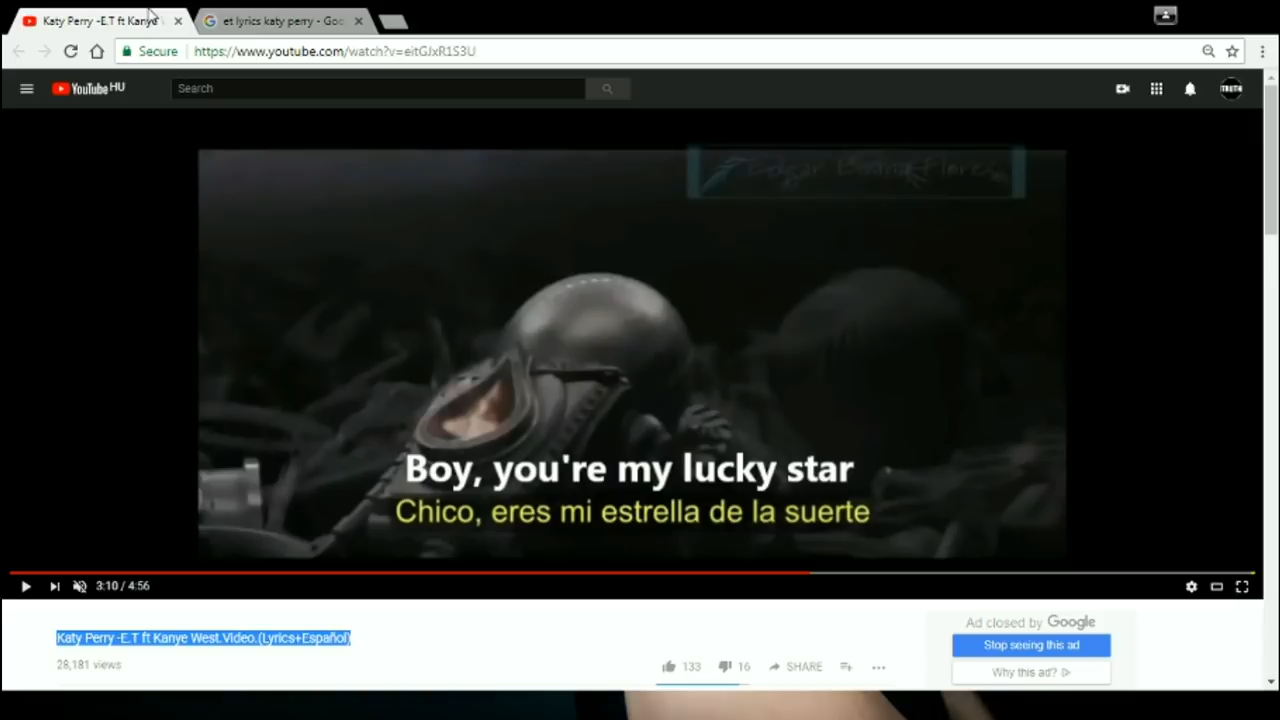 Katy Perry -E.T ft Kanye
et lyrics katy perry - Goo
Secure
https://www.youtube.com/watch?v=eitGJxR1S3U
YouTube HU
Search
TRUTH
Edgar
Flores
Boy, you're my lucky star
Chico, eres mi estrella de la suerte
3:10 / 4:56
Katy Perry -E.T ft Kanye West.Video.(Lyrics+Español)
28,181 views
133
16
SHARE
Ad closed by Google
Stop seeing this ad
Why this ad?